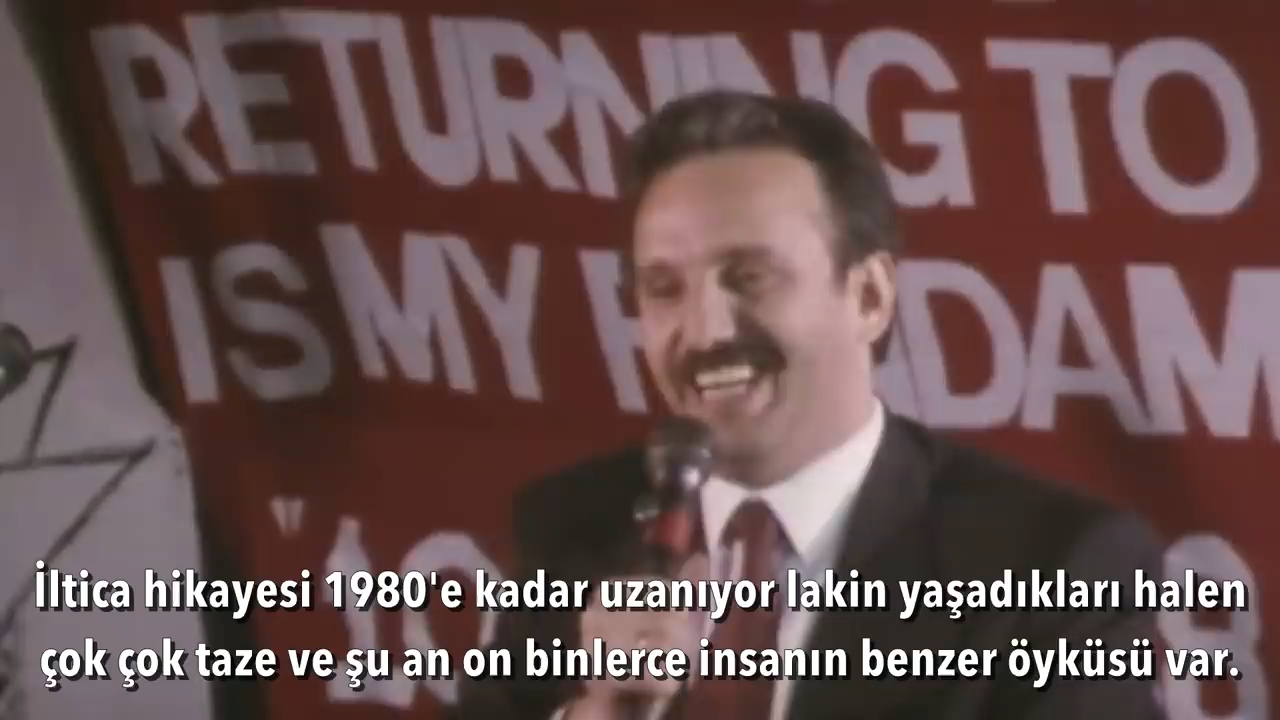 RETURNING TO
IS MY
İltica hikayesi 1980'e kadar uzanıyor lakin yaşadıkları halen
çok çok taze ve şu an on binlerce insanın benzer öyküsü var.